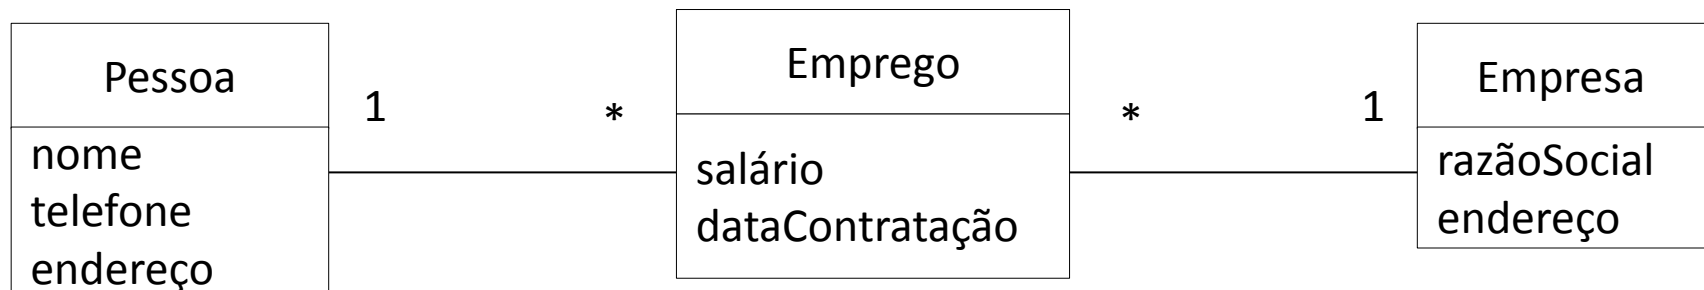 Pessoa
nome
telefone
endereço
1
*
Emprego
salário
dataContratação
*
1
Empresa
razãoSocial
endereço